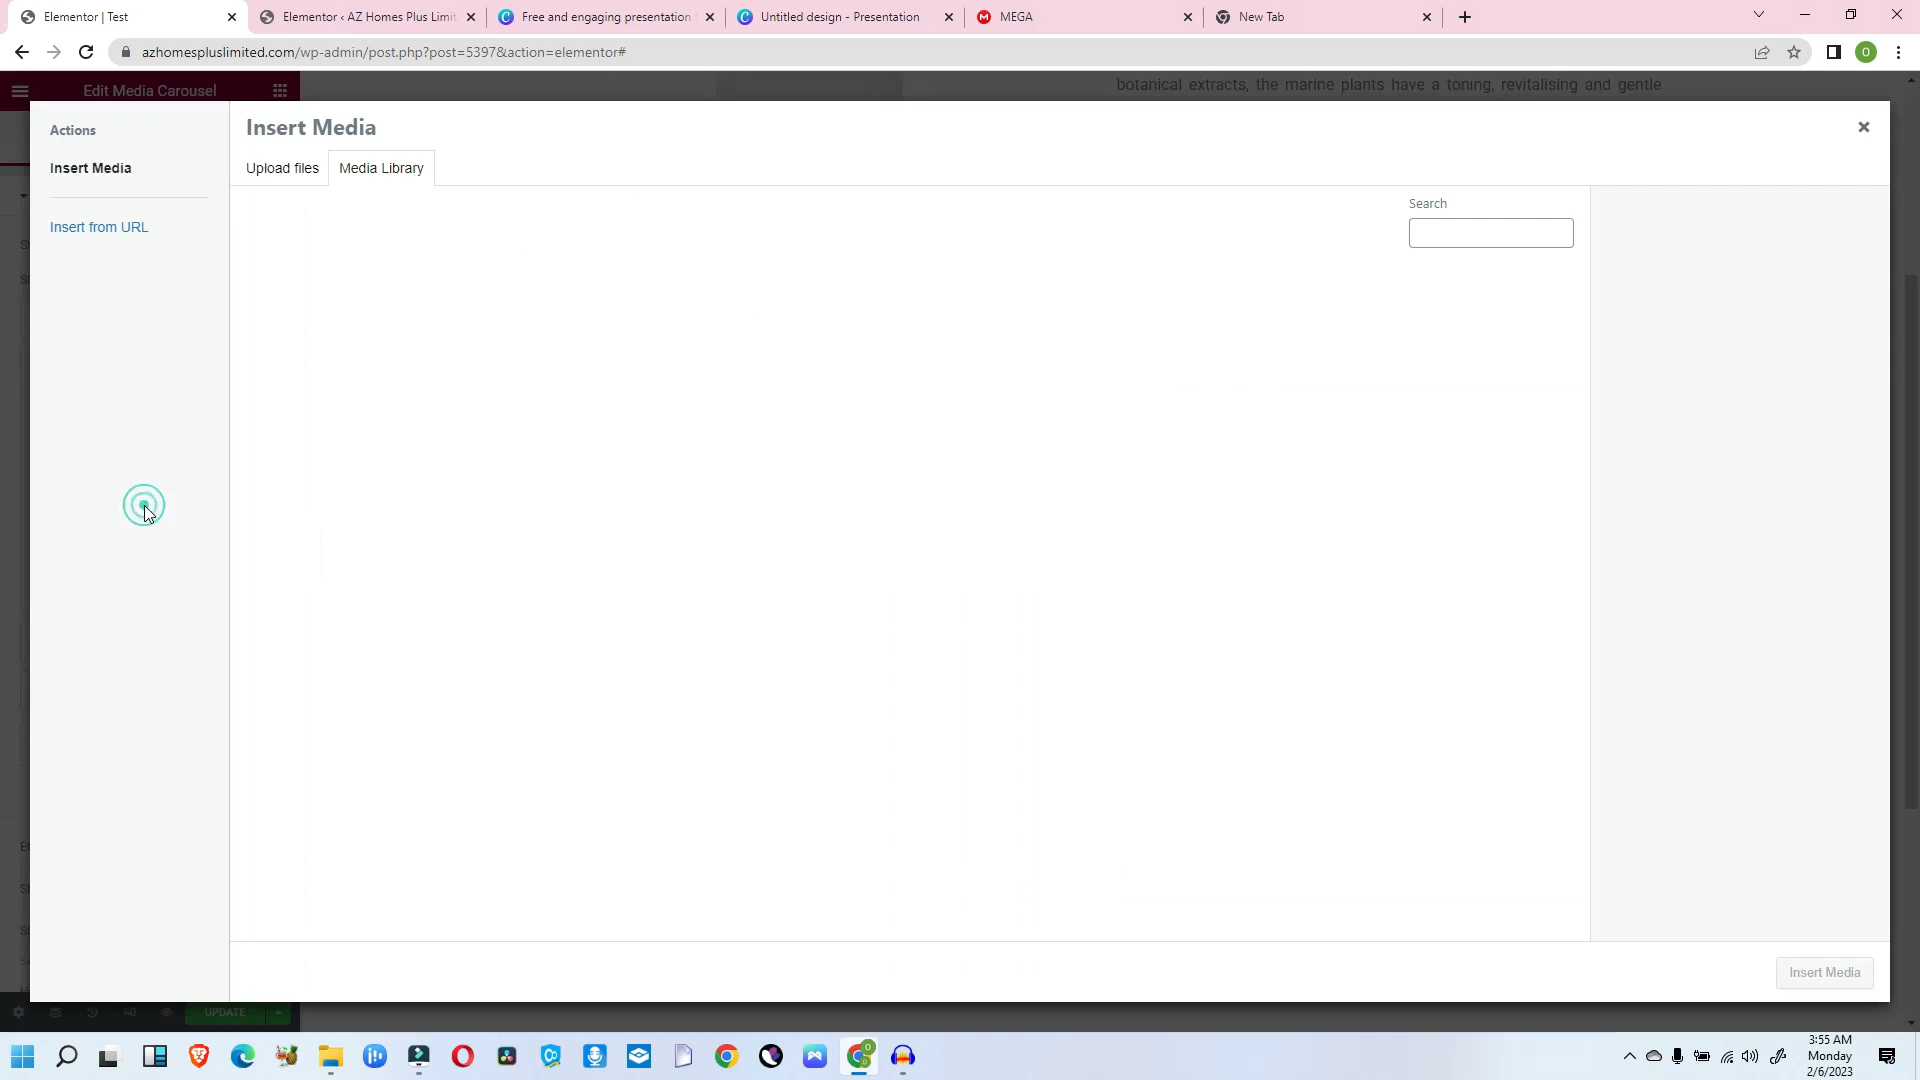 Elementor | Test
Elementor ‹ AZ Homes Plus Limit
Free and engaging presentation
Untitled design - Presentation
MEGA
New Tab
azhomespluslimited.com/wp-admin/post.php?post=5397&action=elementor#
O
Edit Media Carousel
botanical extracts, the marine plants have a toning, revitalising and gentle
Actions
Insert Media
Insert from URL
Insert Media
Upload files
Media Library
Search
Insert Media
UPDATE
3:55 AM
Monday
2/6/2023